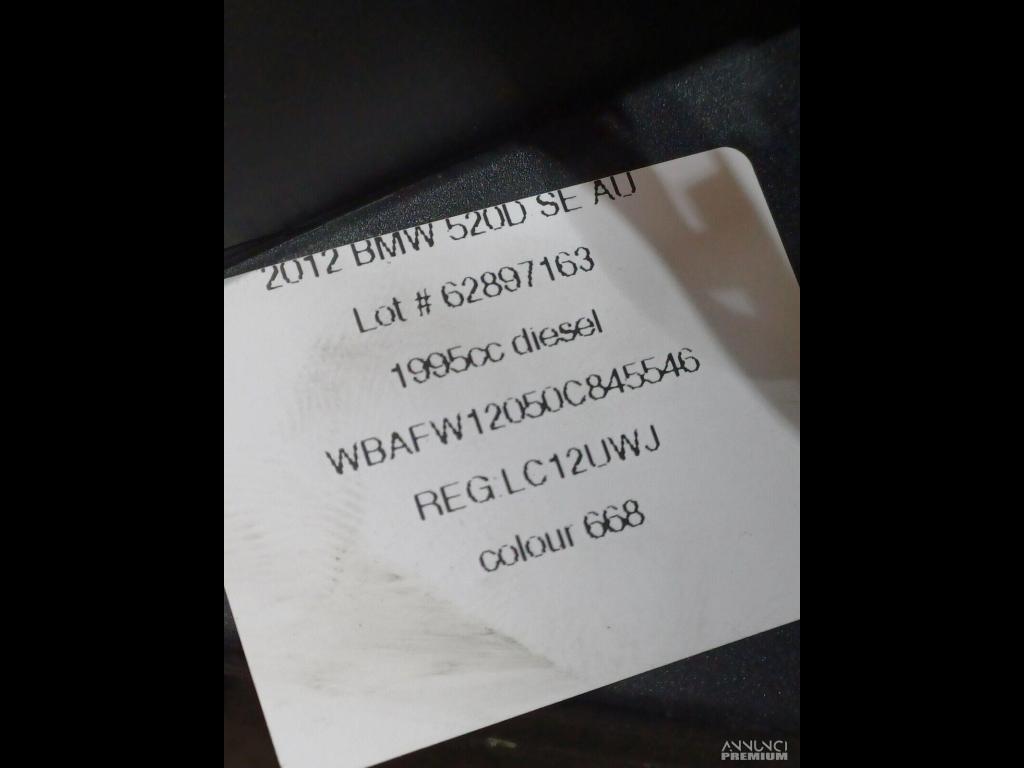 2012 BMW 520D SE AU
Lot # 62897163
1995cc diesel
WBAFW12050C845546
REG:LC12UWJ
colour 668
ANNUNCI
PREMIUM